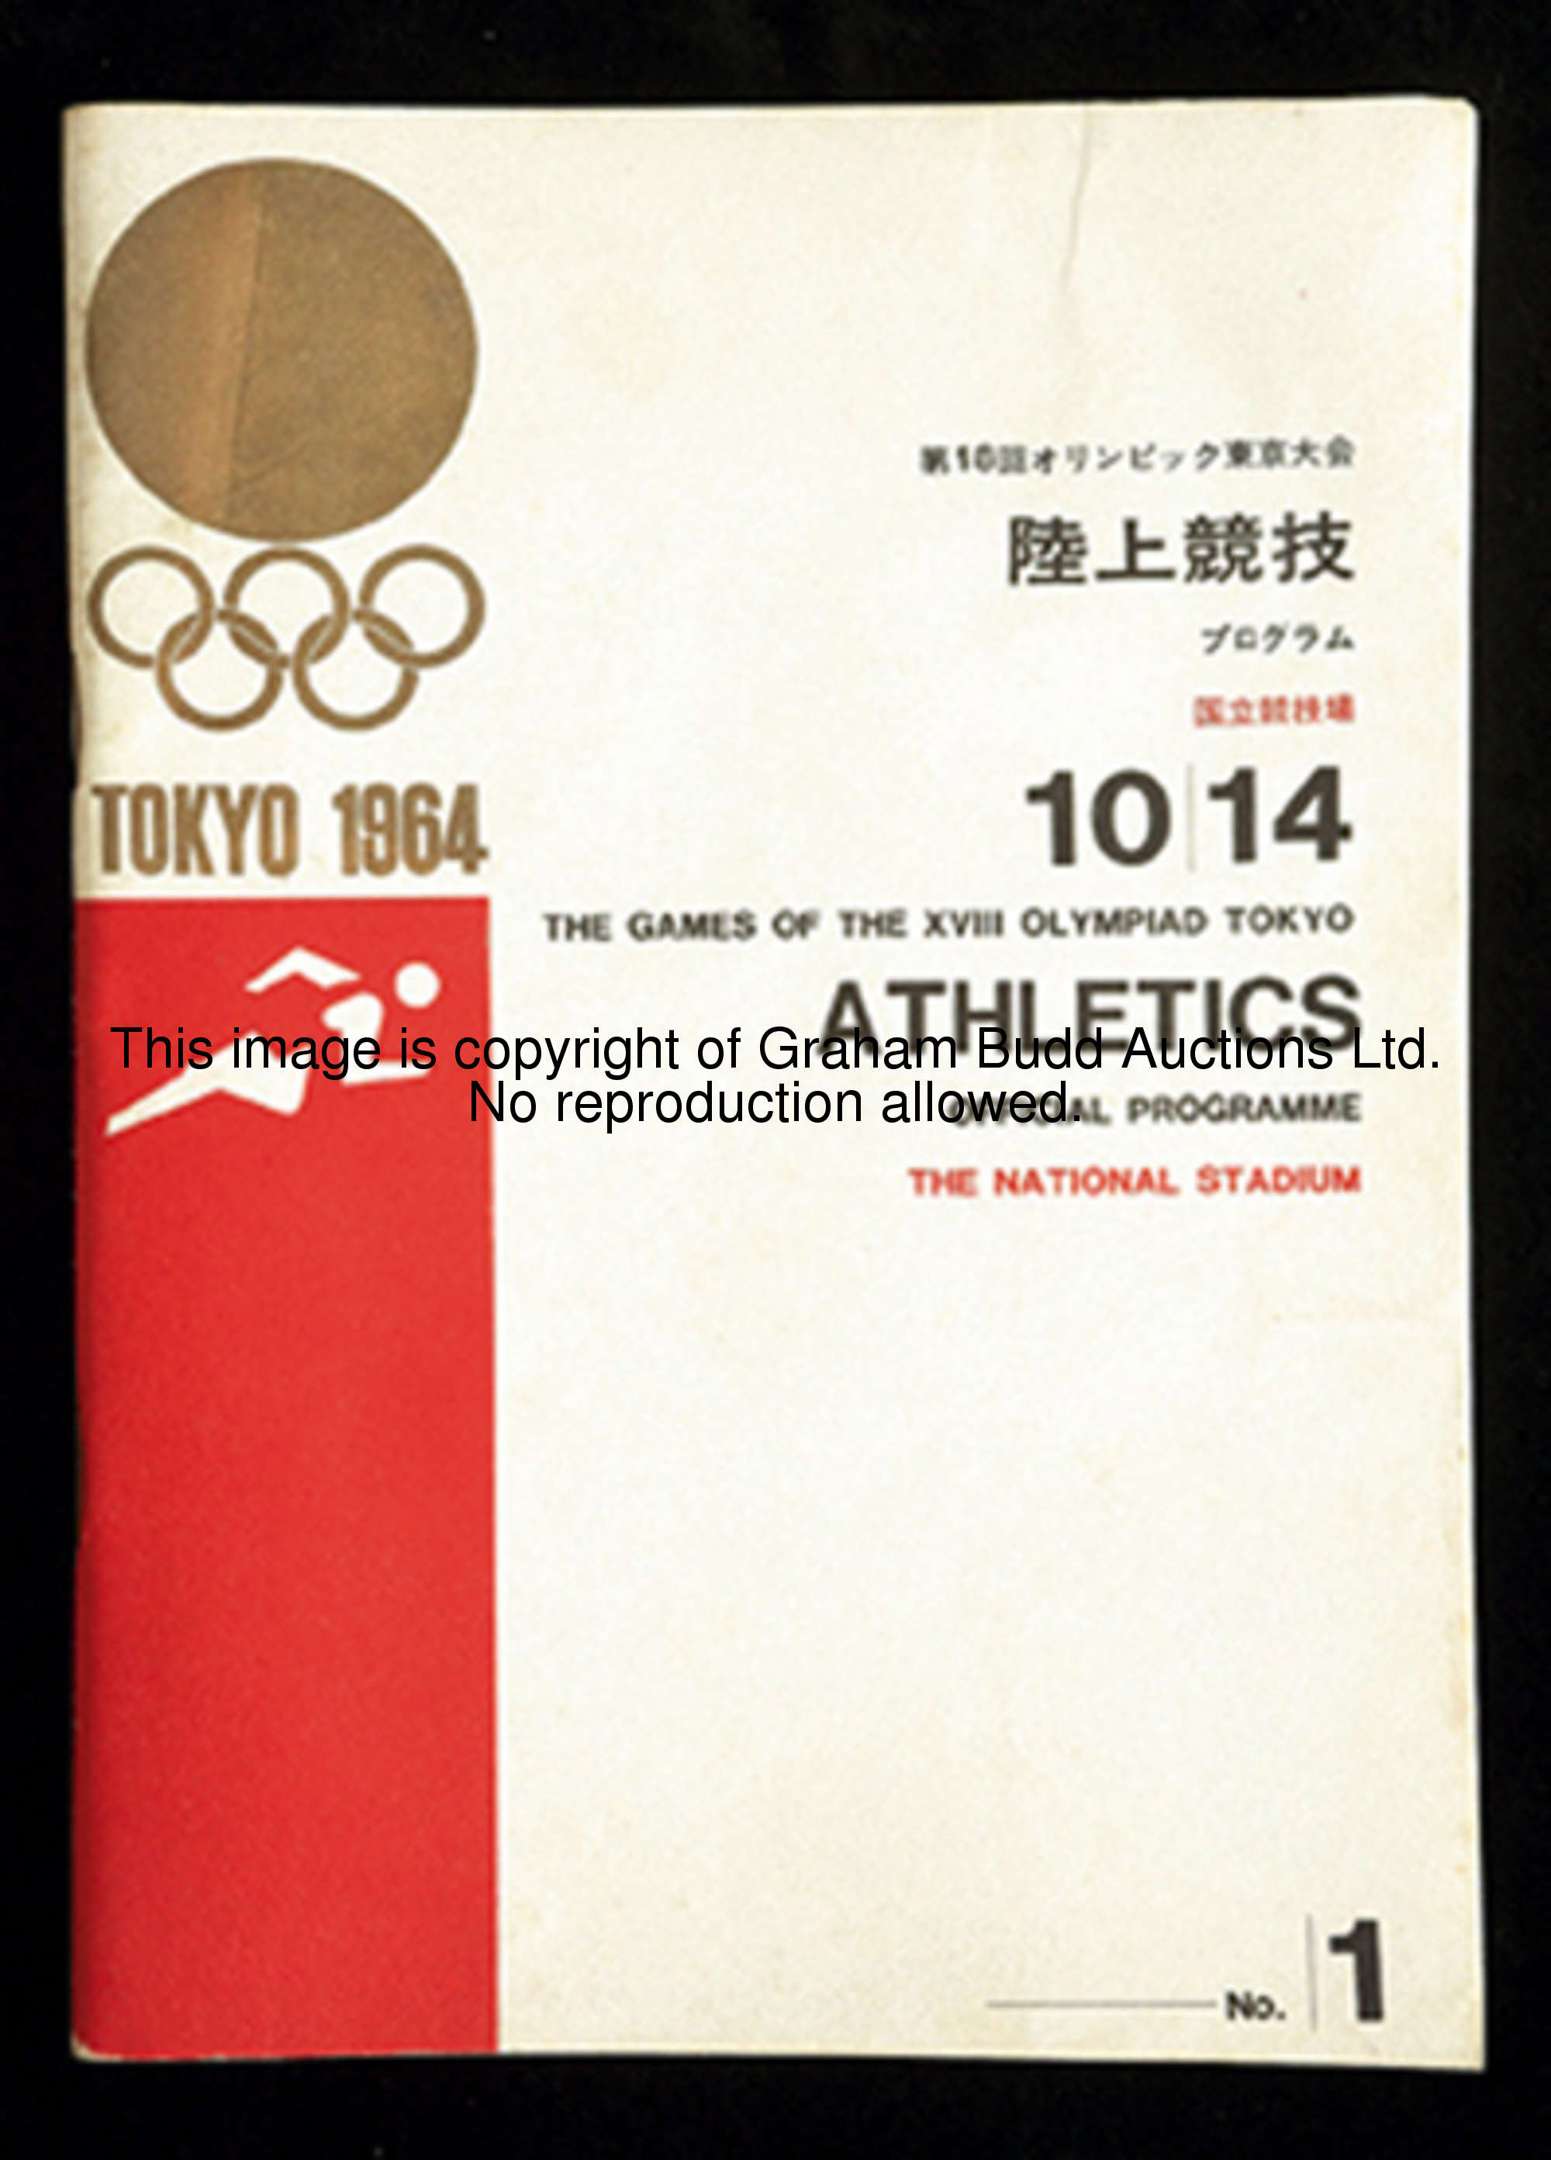 TOKYO 1964
第18回オリンピック東京大会
陸上競技
プログラム
国立競技場
10 14
THE GAMES OF THE XVIII OLYMPIAD TOKYO
ATHLETICS
This image is copyright of Graham Budd Auctions Ltd.
No reproduction allowed.
OFFICIAL PROGRAMME
THE NATIONAL STADIUM
No. 1